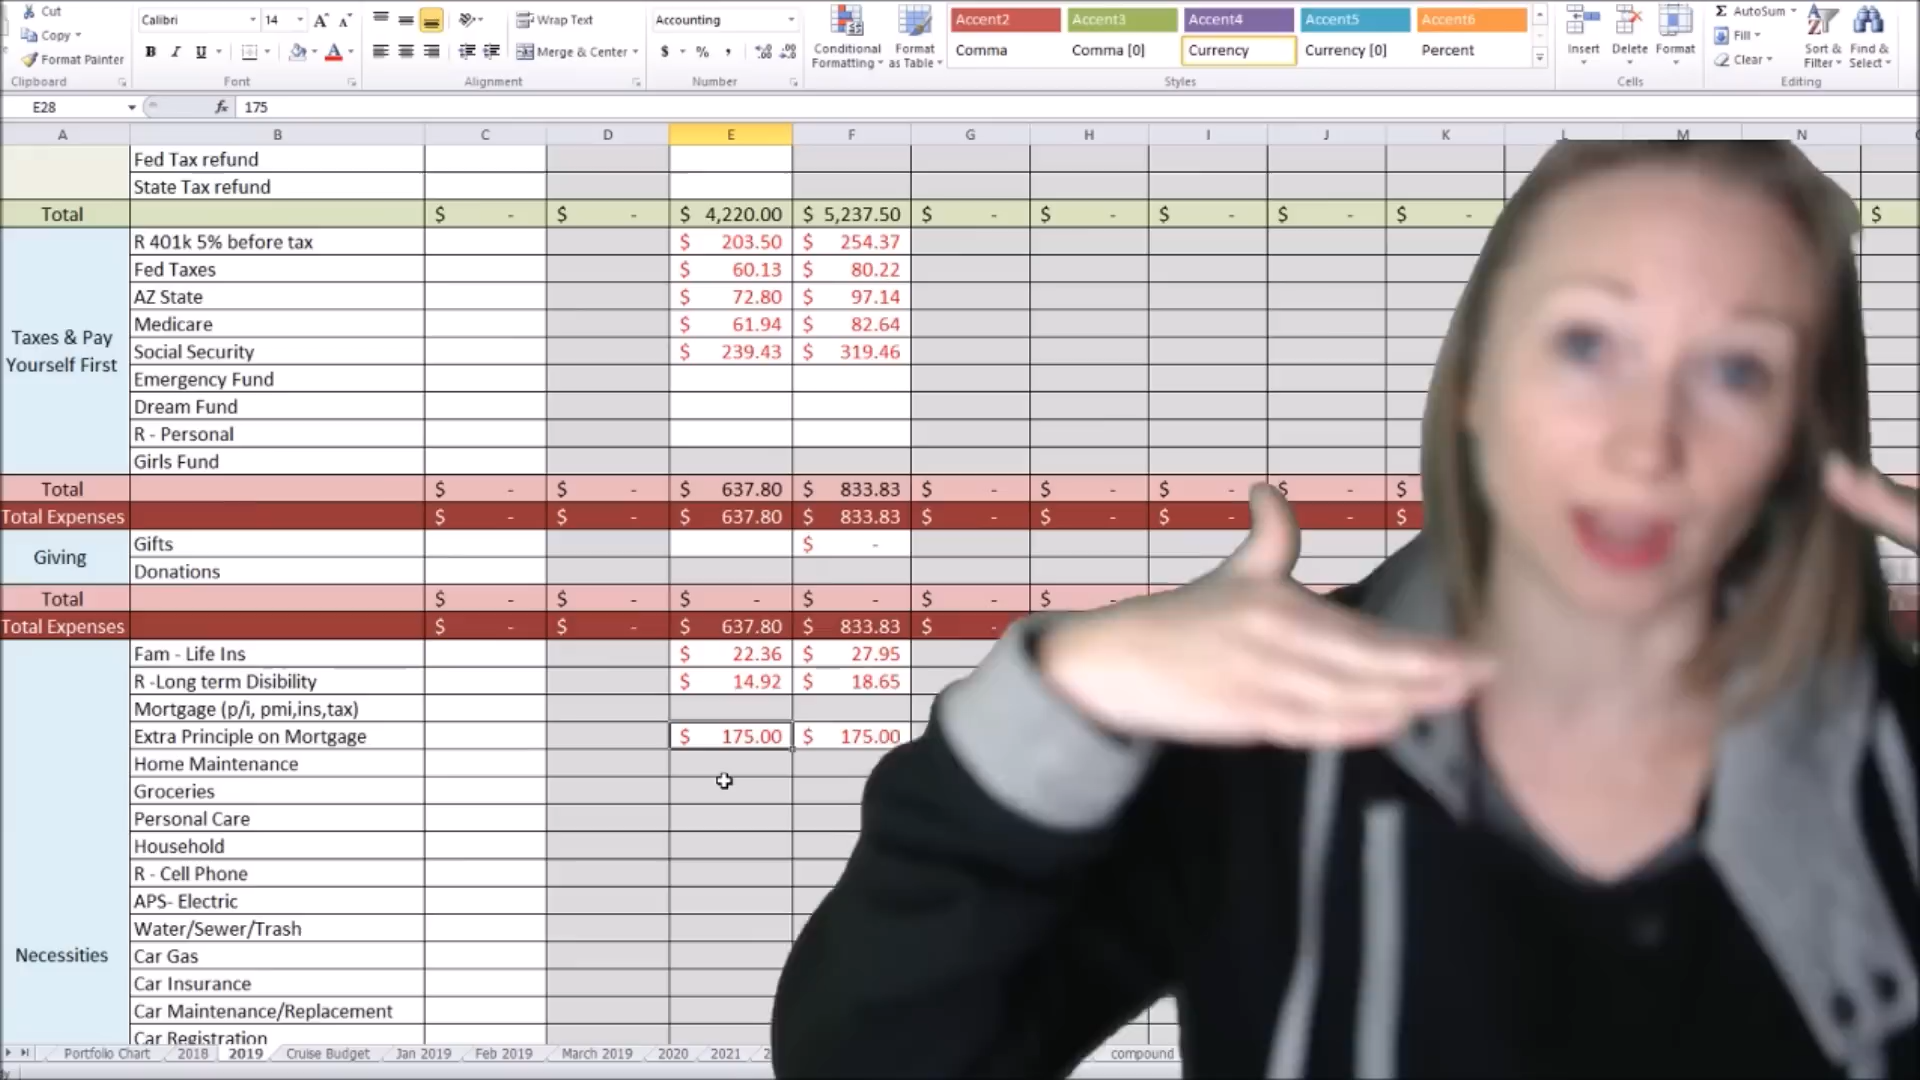 Cut
Calibri
14
Wrap Text
Accounting
Accent2
Accent3
Accent4
Accent5
Accent6
Σ AutoSum
Copy
Fill
Format Painter
B I U
A
Merge & Center
$ % ,
Conditional
Formatting
Format
as Table
Comma
Comma [0]
Currency
Currency [0]
Percent
Insert
Delete
Format
Clear
Sort &
Filter
Find &
Select
Clipboard
Font
Alignment
Number
Styles
Cells
Editing
E28
fx 175
A B C D E F G H I J K L M N
Fed Tax refund
State Tax refund
Total $ - $ - $ 4,220.00 $ 5,237.50 $ - $ - $ - $ - $ - $
R 401k 5% before tax $ 203.50 $ 254.37
Fed Taxes $ 60.13 $ 80.22
AZ State $ 72.80 $ 97.14
Medicare $ 61.94 $ 82.64
Taxes & Pay
Yourself First
Social Security $ 239.43 $ 319.46
Emergency Fund
Dream Fund
R - Personal
Girls Fund
Total $ - $ - $ 637.80 $ 833.83 $ - $ - $ - $ - $
Total Expenses $ - $ - $ 637.80 $ 833.83 $ - $ - $ - - $
Giving
Gifts $ -
Donations
Total $ - $ - $ - $ - $ - $
Total Expenses $ - $ - $ 637.80 $ 833.83 $ -
Fam - Life Ins $ 22.36 $ 27.95
R -Long term Disibility $ 14.92 $ 18.65
Mortgage (p/i, pmi,ins,tax)
Extra Principle on Mortgage $ 175.00 $ 175.00
Home Maintenance
Groceries
Personal Care
Household
R - Cell Phone
APS- Electric
Water/Sewer/Trash
Necessities
Car Gas
Car Insurance
Car Maintenance/Replacement
Car Registration
Portfolio Chart 2018 2019 Cruise Budget Jan 2019 Feb 2019 March 2019 2020 2021 2 compound